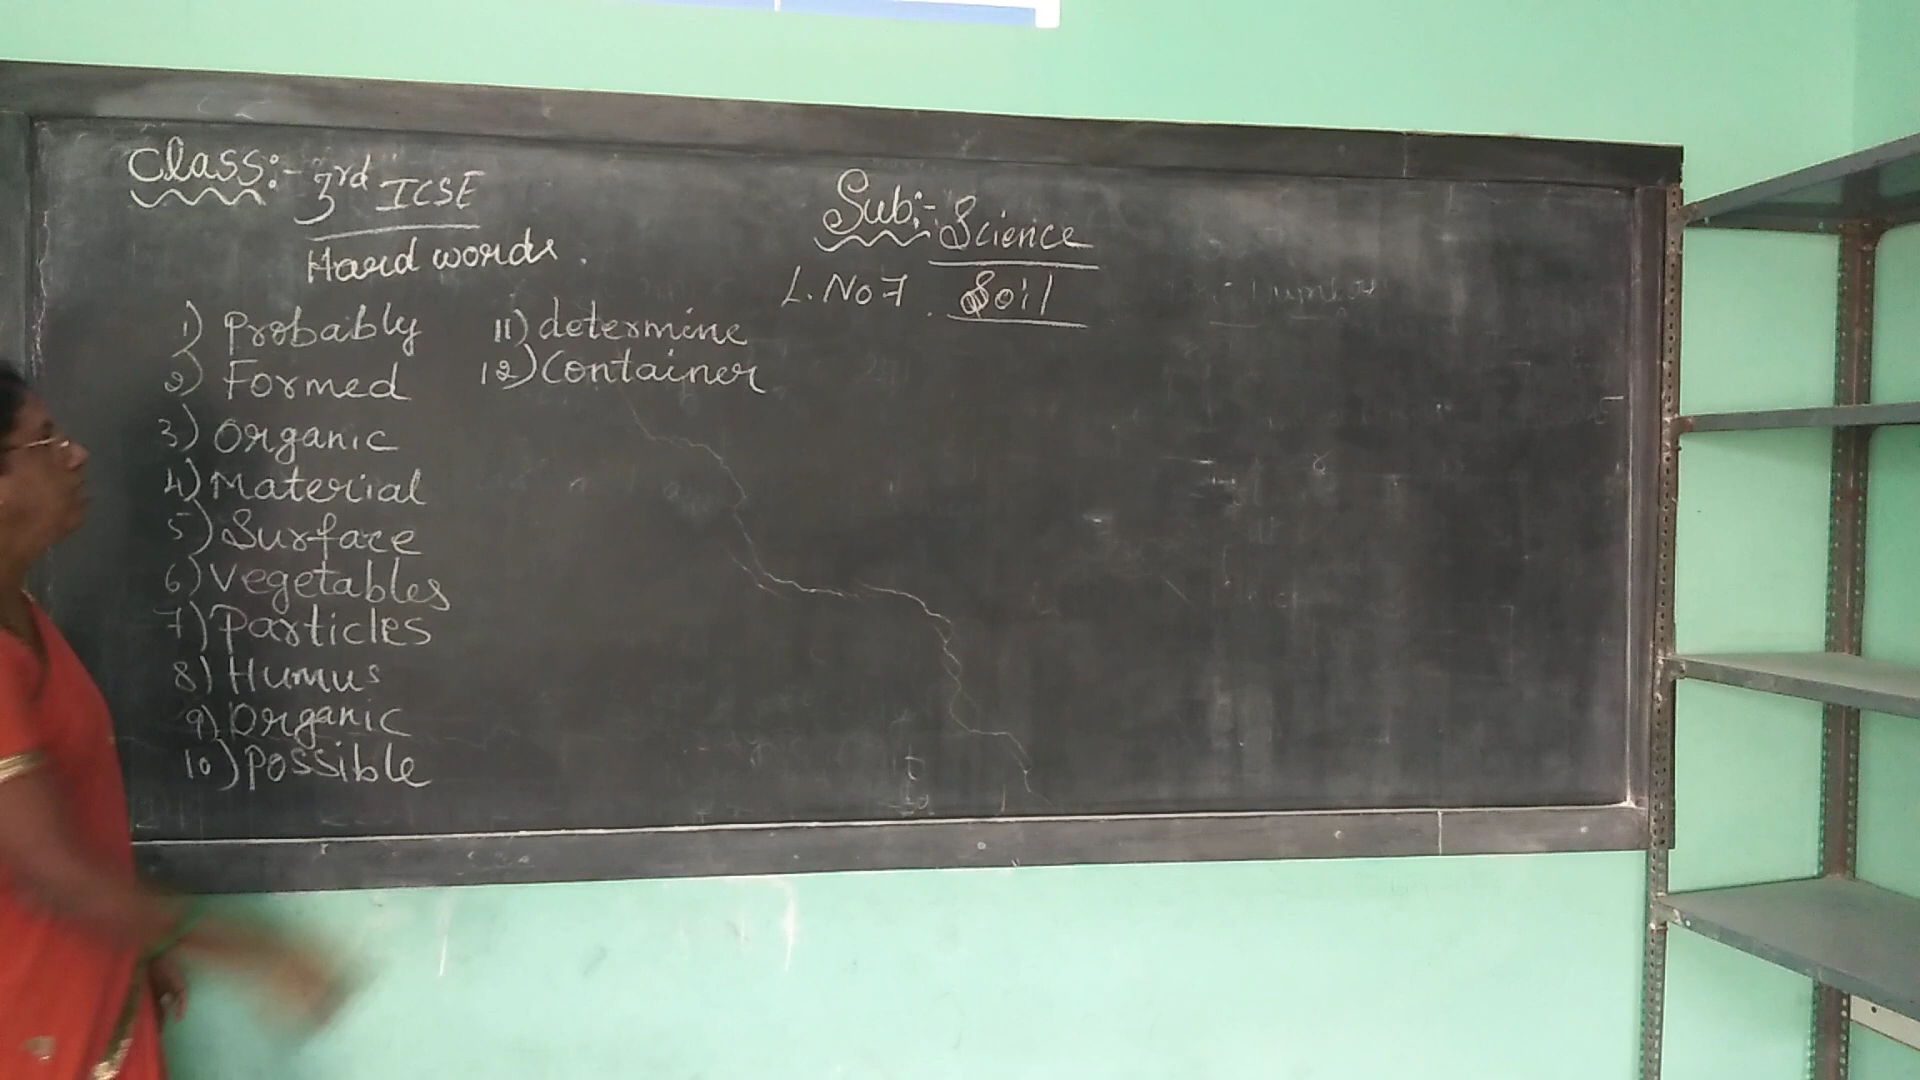 Class:- 3rd ICSE
Sub:- Science
Hard words.
L. No 7. Soil
1) Probably
2) Formed
3) Organic
4) Material
5) Surface
6) Vegetables
7) Particles
8) Humus
9) Organic
10) Possible
11) determine
12) Container